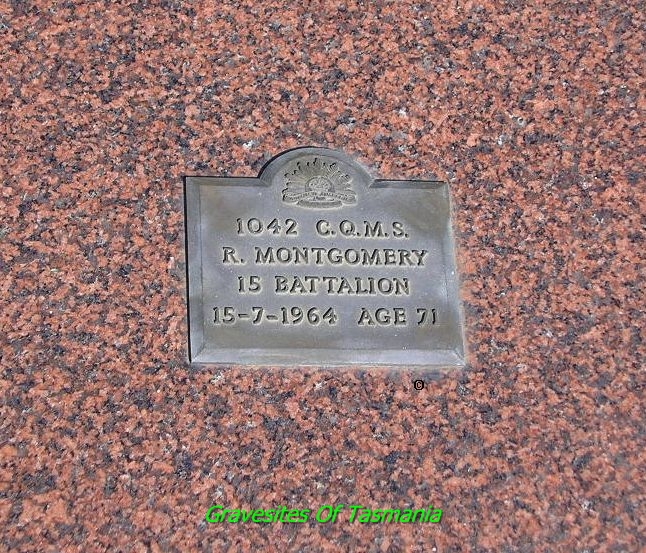 1042 C.Q.M.S.
R. MONTGOMERY
15 BATTALION
15-7-1964 AGE 71
©
Gravesites Of Tasmania